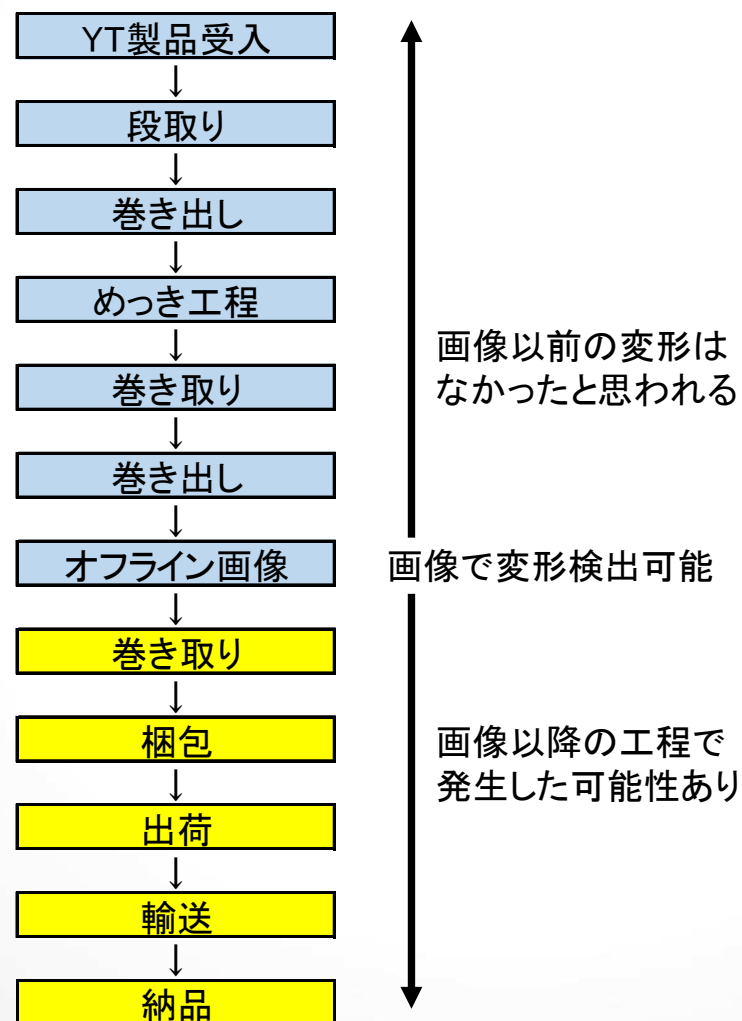 YT製品受入
↓
段取り
↓
巻き出し
↓
めっき工程
↓
巻き取り
↓
巻き出し
↓
オフライン画像
↓
巻き取り
↓
梱包
↓
出荷
↓
輸送
↓
納品
画像以前の変形は
なかったと思われる
画像で変形検出可能
画像以降の工程で
発生した可能性あり